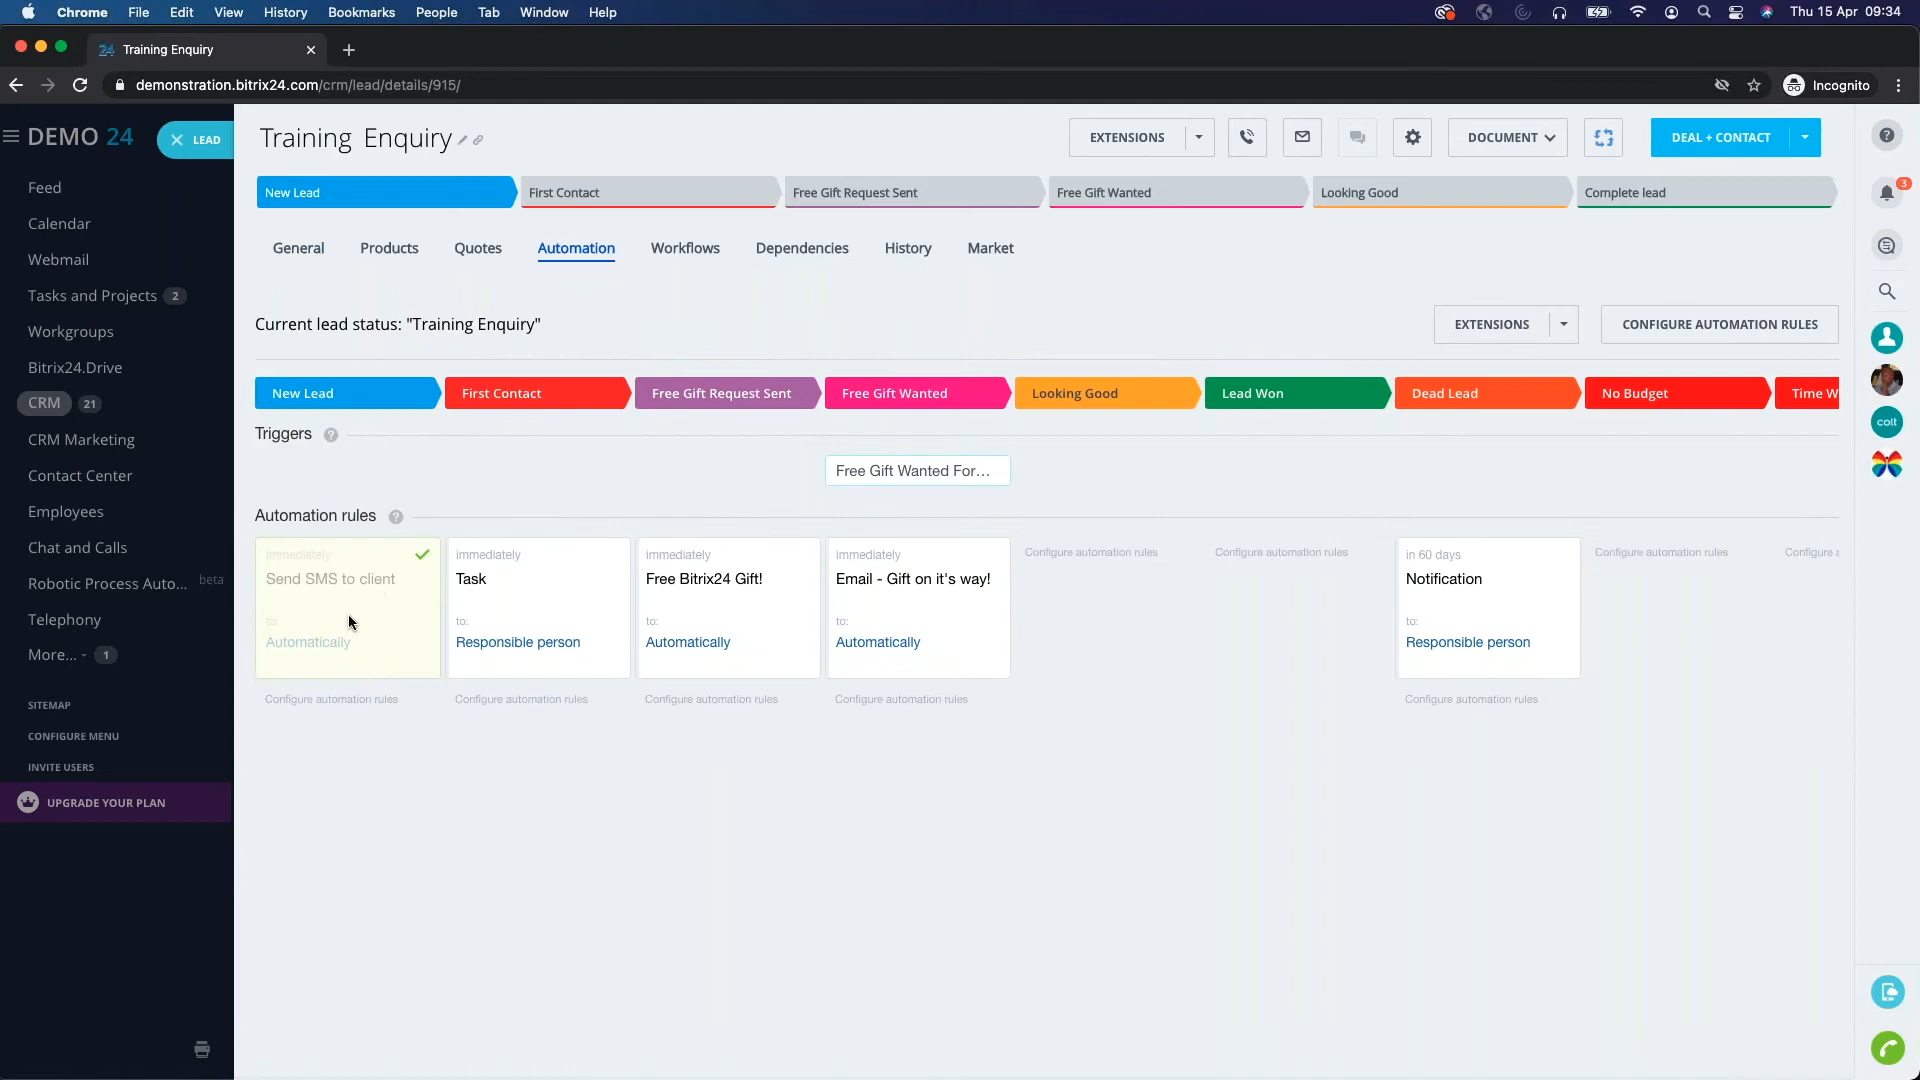 Chrome File Edit View History Bookmarks People Tab Window Help Thu 15 Apr 09:34
24 Training Enquiry
demonstration.bitrix24.com/crm/lead/details/915/ Incognito
DEMO 24 LEAD
Training Enquiry EXTENSIONS DOCUMENT DEAL + CONTACT
New Lead First Contact Free Gift Request Sent Free Gift Wanted Looking Good Complete lead
General Products Quotes Automation Workflows Dependencies History Market
Current lead status: "Training Enquiry" EXTENSIONS CONFIGURE AUTOMATION RULES
New Lead First Contact Free Gift Request Sent Free Gift Wanted Looking Good Lead Won Dead Lead No Budget Time W
Triggers ?
Free Gift Wanted For...
Automation rules ?
immediately
Send SMS to client
to:
Automatically
Configure automation rules
immediately
Task
to:
Responsible person
Configure automation rules
immediately
Free Bitrix24 Gift!
to:
Automatically
Configure automation rules
immediately
Email - Gift on it's way!
to:
Automatically
Configure automation rules
Configure automation rules
Configure automation rules
in 60 days
Notification
to:
Responsible person
Configure automation rules
Configure automation rules
Configure a
Feed
Calendar
Webmail
Tasks and Projects 2
Workgroups
Bitrix24.Drive
CRM 21
CRM Marketing
Contact Center
Employees
Chat and Calls
Robotic Process Auto... beta
Telephony
More... 1
SITEMAP
CONFIGURE MENU
INVITE USERS
UPGRADE YOUR PLAN
?
3
colt